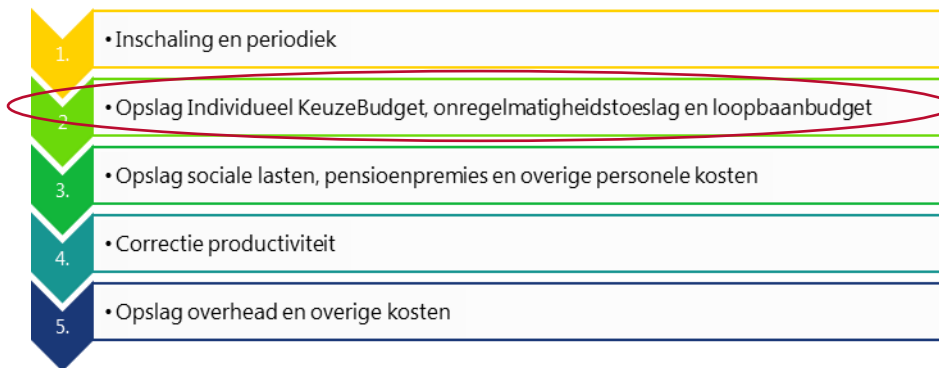 1. • Inschaling en periodiek
2 • Opslag Individueel KeuzeBudget, onregelmatigheidstoeslag en loopbaanbudget
3. • Opslag sociale lasten, pensioenpremies en overige personele kosten
4. • Correctie productiviteit
5. • Opslag overhead en overige kosten